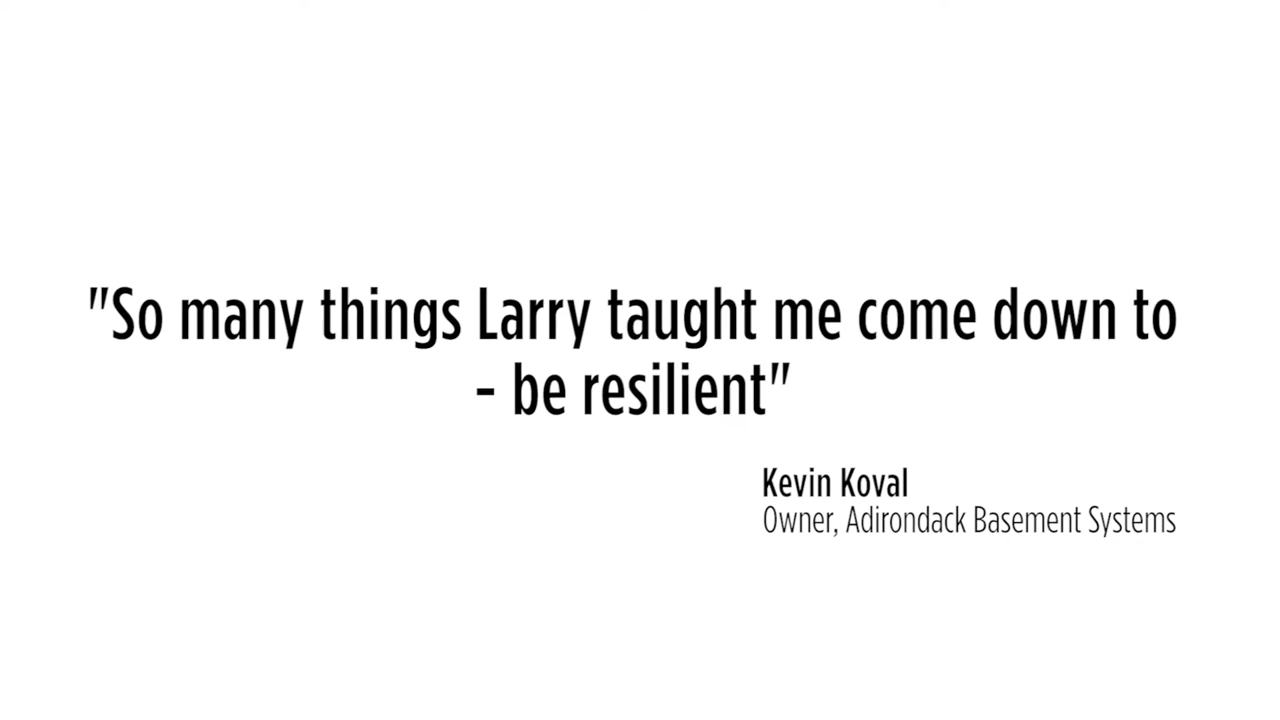 "So many things Larry taught me come down to
- be resilient"
Kevin Koval
Owner, Adirondack Basement Systems